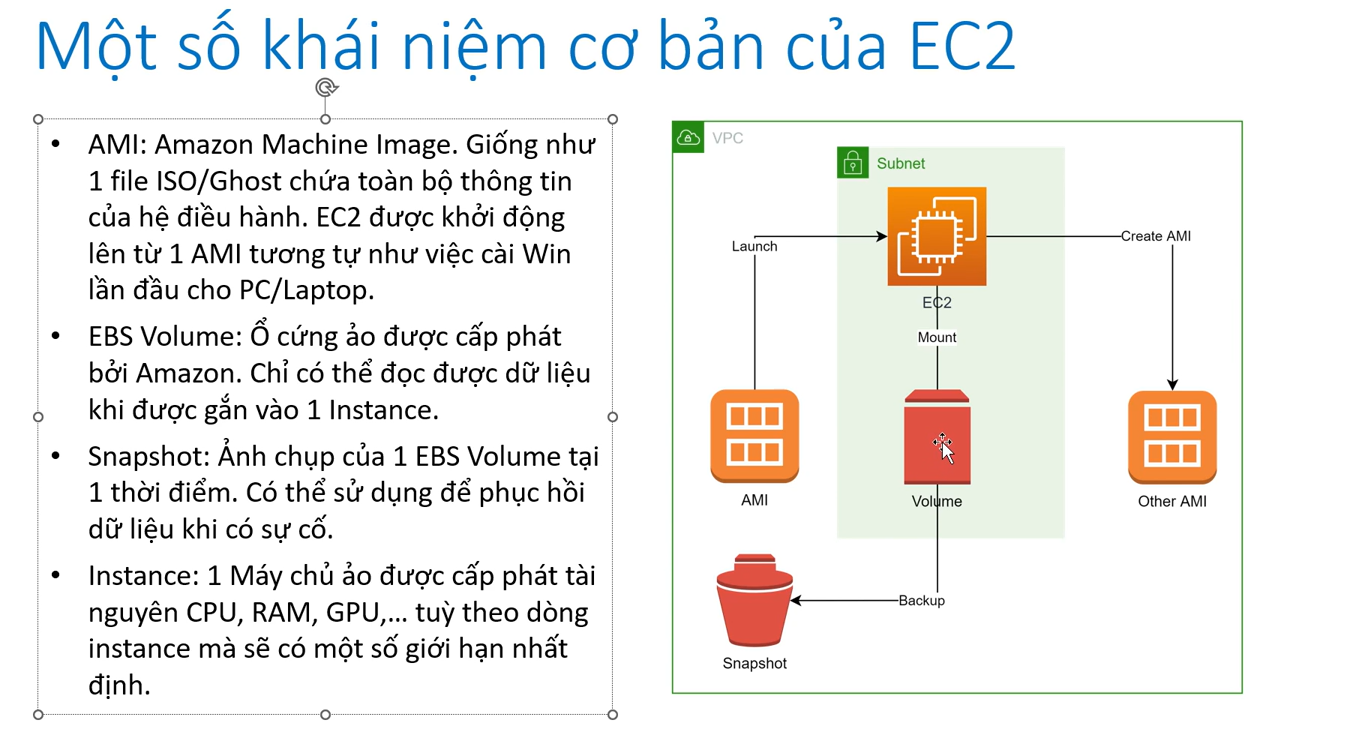 Một số khái niệm cơ bản của EC2
• AMI: Amazon Machine Image. Giống như
1 file ISO/Ghost chứa toàn bộ thông tin
của hệ điều hành. EC2 được khởi động
lên từ 1 AMI tương tự như việc cài Win
lần đầu cho PC/Laptop.
• EBS Volume: Ổ cứng ảo được cấp phát
bởi Amazon. Chỉ có thể đọc được dữ liệu
khi được gắn vào 1 Instance.
• Snapshot: Ảnh chụp của 1 EBS Volume tại
1 thời điểm. Có thể sử dụng để phục hồi
dữ liệu khi có sự cố.
• Instance: 1 Máy chủ ảo được cấp phát tài
nguyên CPU, RAM, GPU,... tuỳ theo dòng
instance mà sẽ có một số giới hạn nhất
định.
VPC
Subnet
Launch
Create AMI
EC2
Mount
AMI
Volume
Other AMI
Backup
Snapshot